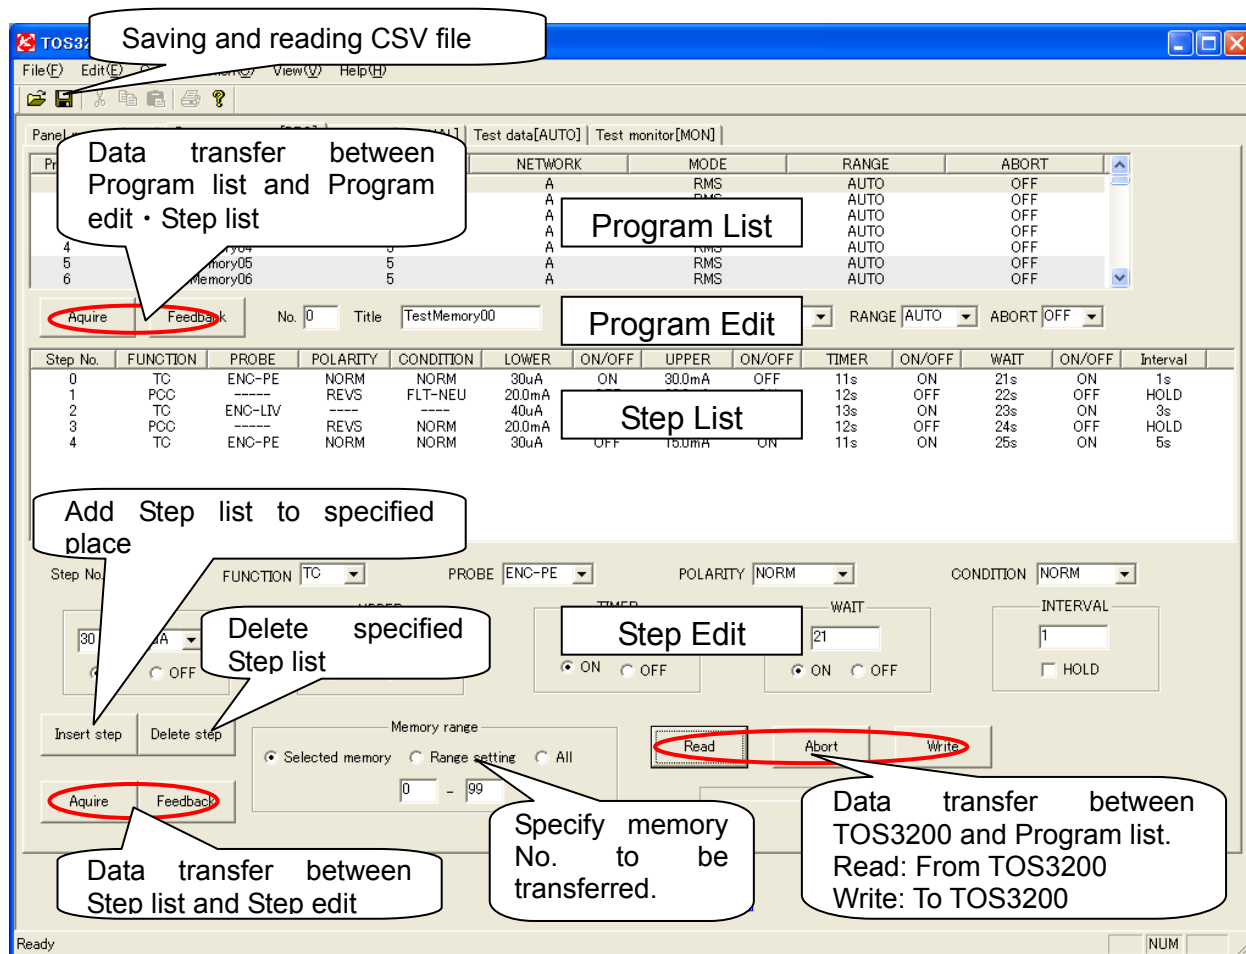 TOS32
Saving and reading CSV file
File(F) Edit(E) View(V) Help(H)
Test data[AUTO] Test monitor[MON]
Data transfer between
Program list and Program
edit・Step list
NETWORK MODE RANGE ABORT
A RMS AUTO OFF
A RMS AUTO OFF
A AUTO OFF
A AUTO OFF
4 5 A RMS AUTO OFF
5 mory05 5 A RMS AUTO OFF
6 Memory06 5 A RMS AUTO OFF
Program List
Aquire Feedback No. 0 Title TestMemory00 RANGE AUTO ABORT OFF
Program Edit
Step No. FUNCTION PROBE POLARITY CONDITION LOWER ON/OFF UPPER ON/OFF TIMER ON/OFF WAIT ON/OFF Interval
0 TC ENC-PE NORM NORM 30uA ON 30.0mA OFF 11s ON 21s ON 1s
1 PCC ----- REVS FLT-NEU 20.0mA 12s OFF 22s OFF HOLD
2 TC ENC-LIV ---- ---- 40uA 13s ON 23s ON 3s
3 PCC ----- REVS NORM 20.0mA 12s OFF 24s OFF HOLD
4 TC ENC-PE NORM NORM 30uA OFF 15.0mA ON 11s ON 25s ON 5s
Step List
Add Step list to specified
place
Step No. FUNCTION TC PROBE ENC-PE POLARITY NORM CONDITION NORM
UPPER TIMER WAIT INTERVAL
30 uA 21 1
OFF ON OFF ON OFF HOLD
Delete specified
Step list
Step Edit
Insert step Delete step
Memory range
Selected memory Range setting All
0 - 99
Read Abort Write
Aquire Feedback
Data transfer between
Step list and Step edit
Specify memory
No. to be
transferred.
Data transfer between
TOS3200 and Program list.
Read: From TOS3200
Write: To TOS3200
Ready NUM